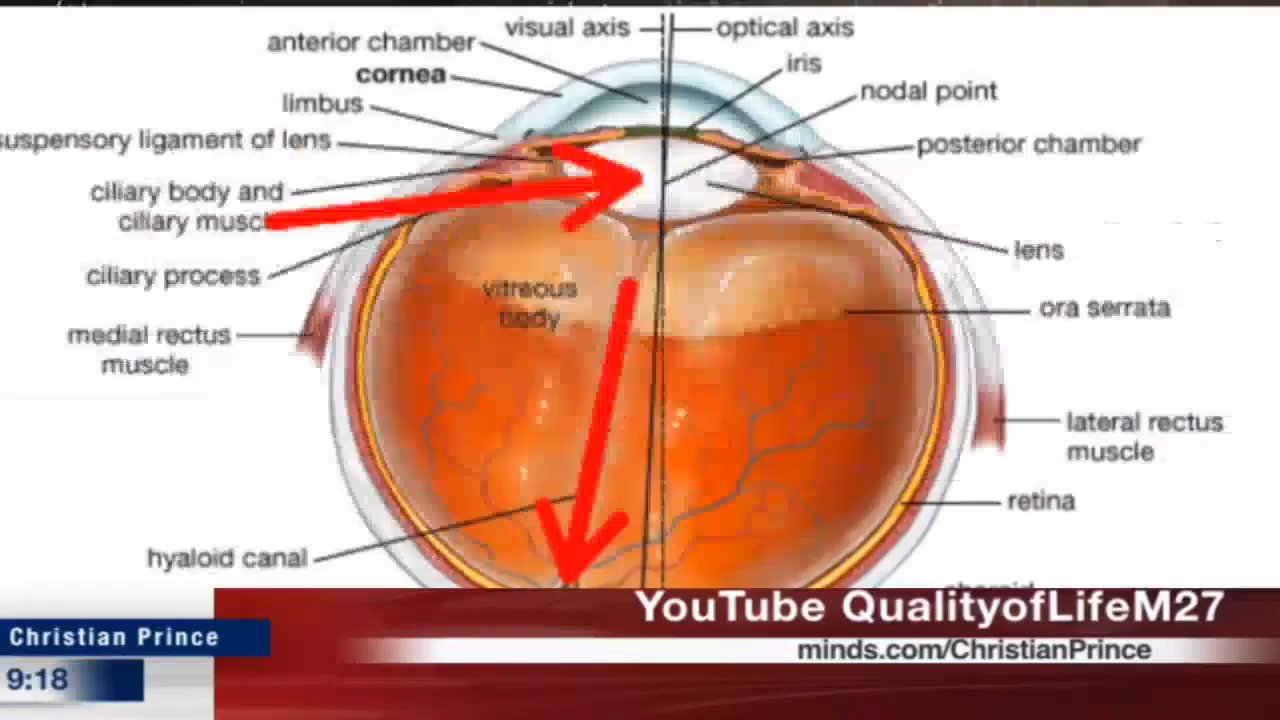 visual axis
optical axis
anterior chamber
iris
cornea
nodal point
limbus
suspensory ligament of lens
posterior chamber
ciliary body and
ciliary musc
lens
ciliary process
vitreous
body
ora serrata
medial rectus
muscle
lateral rectus
muscle
retina
hyaloid canal
YouTube QualityofLifeM27
Christian Prince
minds.com/ChristianPrince
9:18